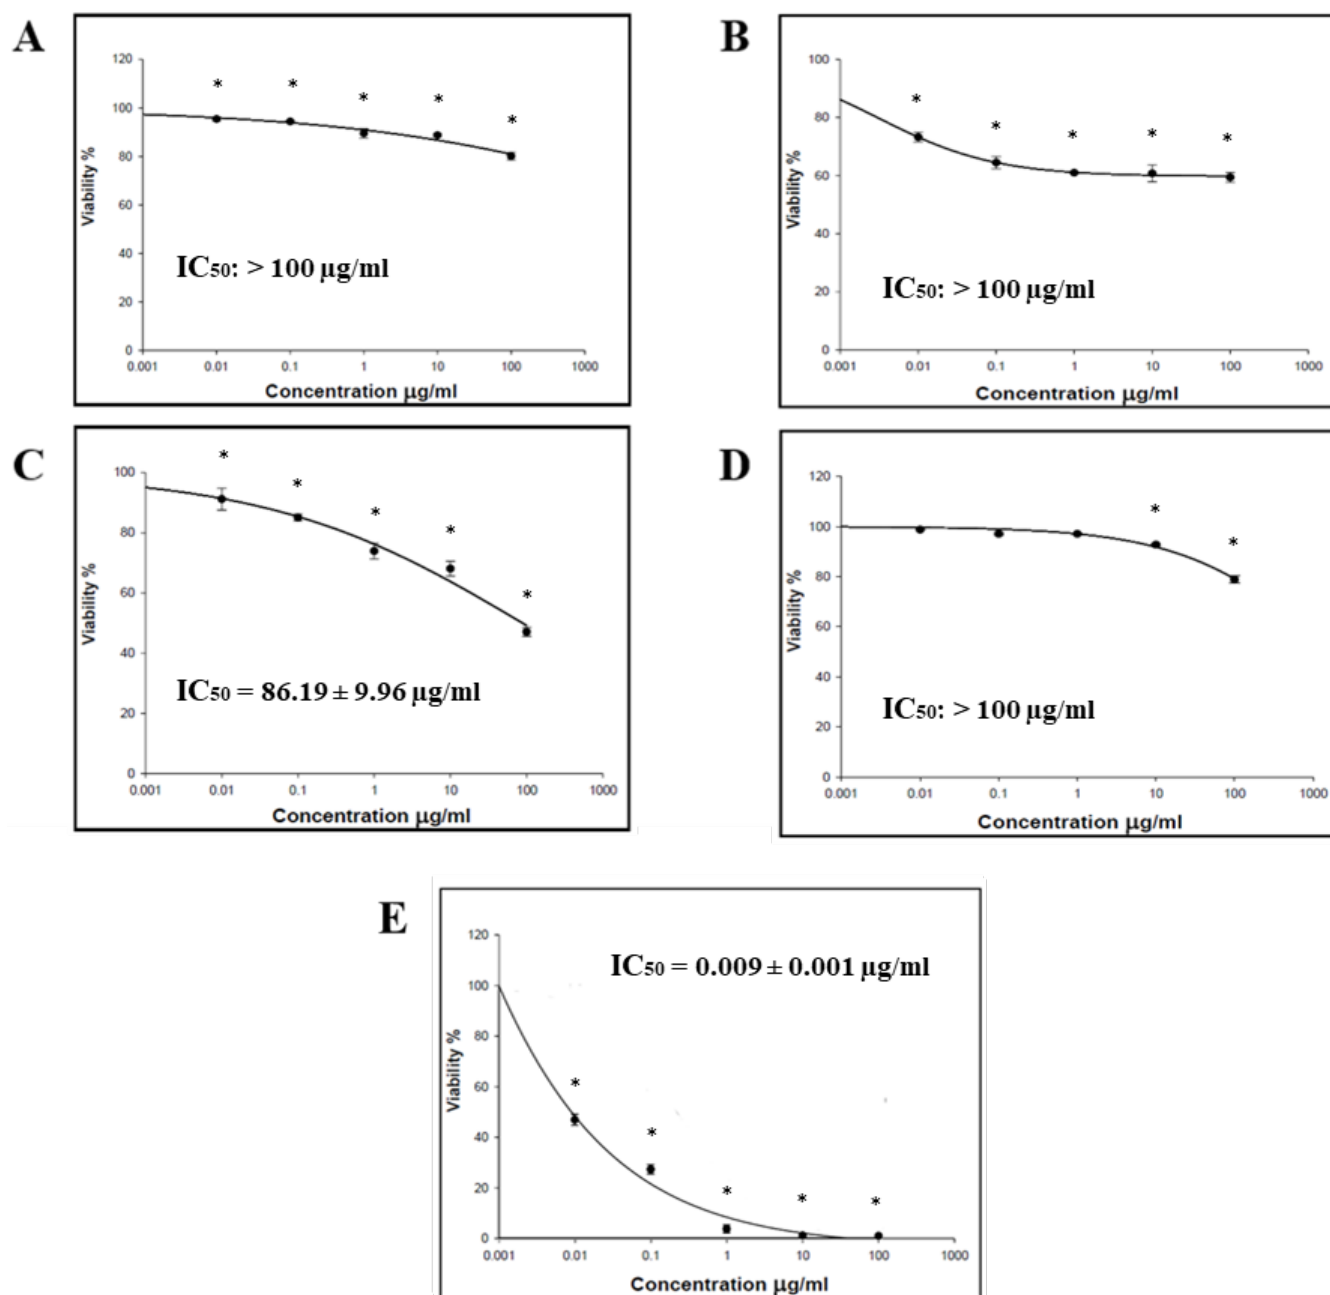 A
120
100
80
60
40
20
0
Viability %
* * * * *
IC50: > 100 μg/ml
0.001 0.01 0.1 1 10 100 1000
Concentration μg/ml
B
100
80
60
40
20
0
Viability %
* * * * *
IC50: > 100 μg/ml
0.001 0.01 0.1 1 10 100 1000
Concentration μg/ml
C
100
80
60
40
20
0
Viability %
* * * * *
IC50 = 86.19 ± 9.96 μg/ml
0.001 0.01 0.1 1 10 100 1000
Concentration μg/ml
D
120
100
80
60
40
20
0
Viability %
* *
IC50: > 100 μg/ml
0.001 0.01 0.1 1 10 100 1000
Concentration μg/ml
E
120
100
80
60
40
20
0
Viability %
IC50 = 0.009 ± 0.001 μg/ml
* * * * *
0.001 0.01 0.1 1 10 100 1000
Concentration μg/ml